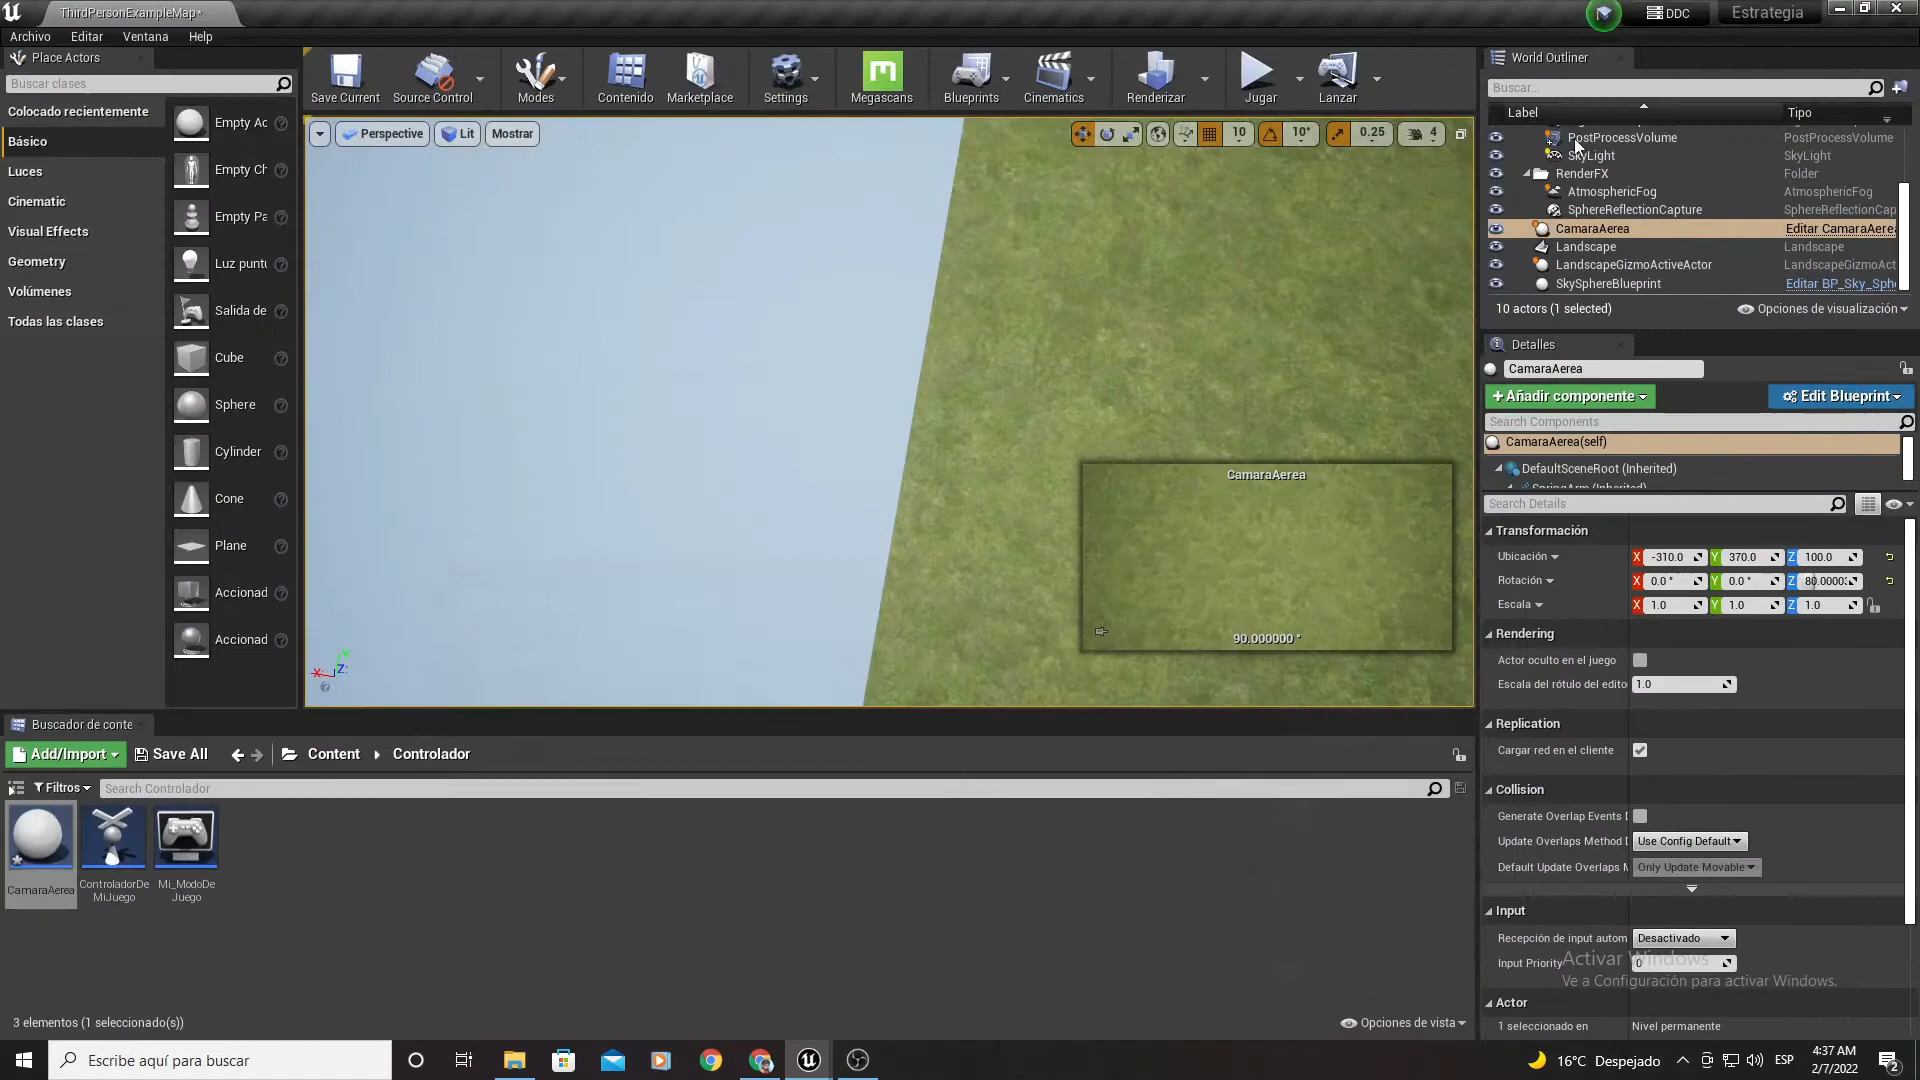 ThirdPersonExampleMap*
DDC
Estrategia
Archivo
Editar
Ventana
Help
Place Actors
Buscar clases
Colocado recientemente
Básico
Luces
Cinematic
Visual Effects
Geometry
Volúmenes
Todas las clases
Empty Ac
Empty Ch
Empty Pa
Luz puntu
Salida de
Cube
Sphere
Cylinder
Cone
Plane
Accionad
Accionad
Save Current
Source Control
Modes
Contenido
Marketplace
Settings
Megascans
Blueprints
Cinematics
Renderizar
Jugar
Lanzar
Perspective
Lit
Mostrar
10
10°
0.25
4
CamaraAerea
90.000000 °
X
Y
Z
World Outliner
Buscar...
Label
Tipo
PostProcessVolume
PostProcessVolume
SkyLight
SkyLight
RenderFX
Folder
AtmosphericFog
AtmosphericFog
SphereReflectionCapture
SphereReflectionCap
CamaraAerea
Editar CamaraAerea
Landscape
Landscape
LandscapeGizmoActiveActor
LandscapeGizmoAct
SkySphereBlueprint
Editar BP_Sky_Sphe
10 actors (1 selected)
Opciones de visualización
Detalles
CamaraAerea
+Añadir componente
Edit Blueprint
Search Components
CamaraAerea(self)
DefaultSceneRoot (Inherited)
SpringArm (Inherited)
Search Details
Transformación
Ubicación
X -310.0
Y 370.0
Z 100.0
Rotación
X 0.0 °
Y 0.0 °
Z 80.00003
Escala
X 1.0
Y 1.0
Z 1.0
Rendering
Actor oculto en el juego
Escala del rótulo del edito
1.0
Replication
Cargar red en el cliente
Collision
Generate Overlap Events D
Update Overlaps Method D
Use Config Default
Default Update Overlaps M
Only Update Movable
Input
Recepción de input autom
Desactivado
Input Priority
0
Activar Windows
Ve a Configuración para activar Windows.
Actor
1 seleccionado en
Nivel permanente
Buscador de conte
Add/Import
Save All
Content
Controlador
Filtros
Search Controlador
CamaraAerea
ControladorDe
MiJuego
Mi_ModoDe
Juego
3 elementos (1 seleccionado(s))
Opciones de vista
Escribe aquí para buscar
16°C Despejado
ESP
4:37 AM
2/7/2022
2